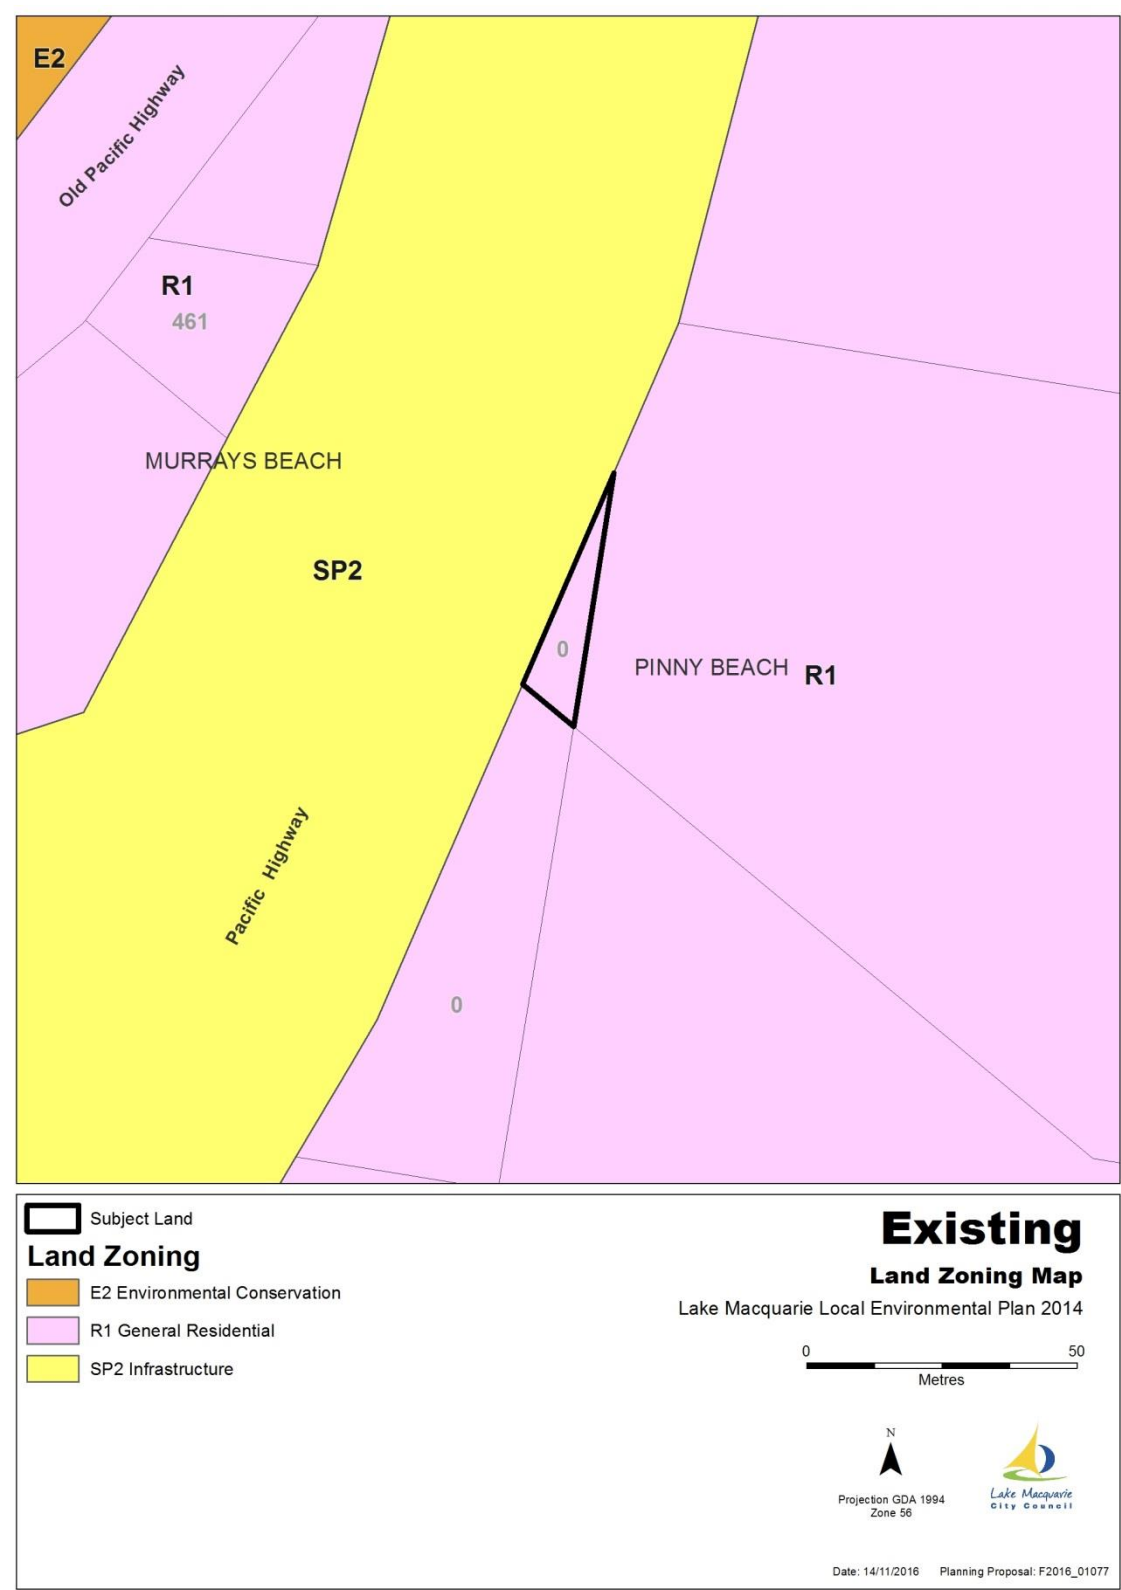 E2
Old Pacific Highway
R1
461
MURRAYS BEACH
SP2
0
PINNY BEACH
R1
Pacific Highway
0
Subject Land
Land Zoning
E2 Environmental Conservation
R1 General Residential
SP2 Infrastructure
Existing
Land Zoning Map
Lake Macquarie Local Environmental Plan 2014
0 50
Metres
N
Projection GDA 1994
Zone 56
Lake Macquarie
City Council
Date: 14/11/2016 Planning Proposal: F2016_01077